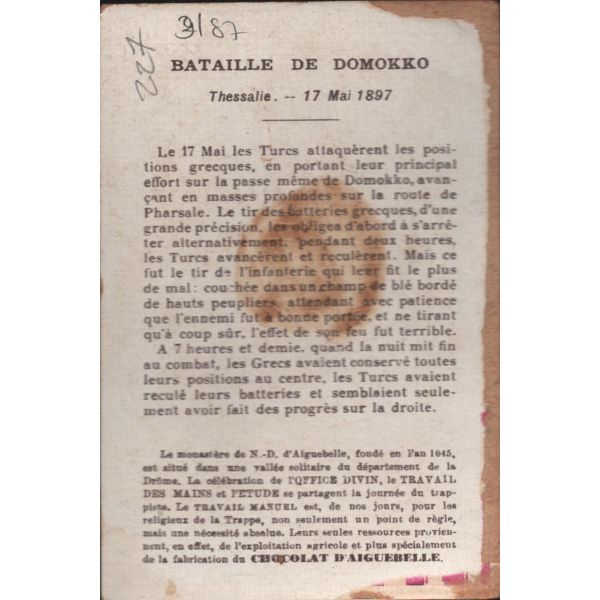 9/87
227
BATAILLE DE DOMOKKO
Thessalie. -- 17 Mai 1897
Le 17 Mai les Turcs attaquèrent les posi-
tions grecques, en portant leur principal
effort sur la passe même de Domokko, avan-
çant en masses profondes sur la route de
Pharsale. Le tir des batteries grecques, d'une
grande précision, les obligea d'abord à s'arrê-
ter alternativement, pendant deux heures,
les Turcs avancèrent et reculèrent. Mais ce
fut le tir de l'infanterie qui leur fit le plus
de mal: couchée dans un champ de blé bordé
de hauts peupliers, attendant avec patience
que l'ennemi fut à bonne portée, et ne tirant
qu'à coup sûr, l'effet de son feu fut terrible.
A 7 heures et demie, quand la nuit mit fin
au combat, les Grecs avaient conservé toutes
leurs positions au centre, les Turcs avaient
reculé leurs batteries et semblaient seule-
ment avoir fait des progrès sur la droite.
Le monastère de N.-D. d'Aiguebelle, fondé en l'an 1045,
est situé dans une vallée solitaire du département de la
Drôme. La célébration de l'OFFICE DIVIN, le TRAVAIL
DES MAINS et l'ETUDE se partagent la journée du trap-
piste. Le TRAVAIL MANUEL est, de nos jours, pour les
religieux de la Trappe, non seulement un point de règle,
mais une nécessité absolue. Leurs seules ressources provien-
nent, en effet, de l'exploitation agricole et plus spécialement
de la fabrication du CHOCOLAT D'AIGUEBELLE.